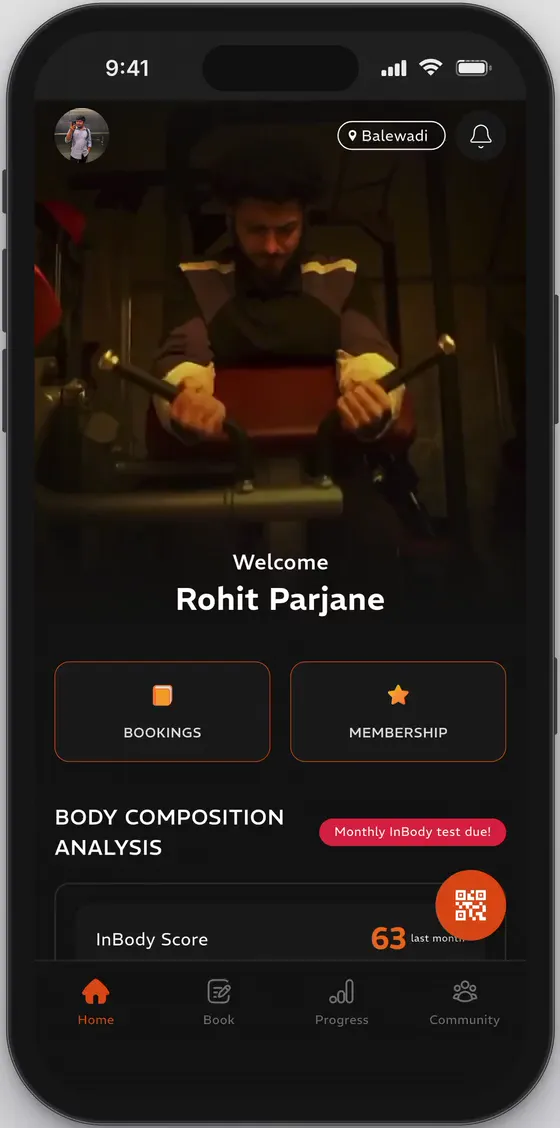 9:41
Balewadi
Welcome
Rohit Parjane
BOOKINGS
MEMBERSHIP
BODY COMPOSITION
ANALYSIS
Monthly InBody test due!
InBody Score
63 last month
Home
Book
Progress
Community